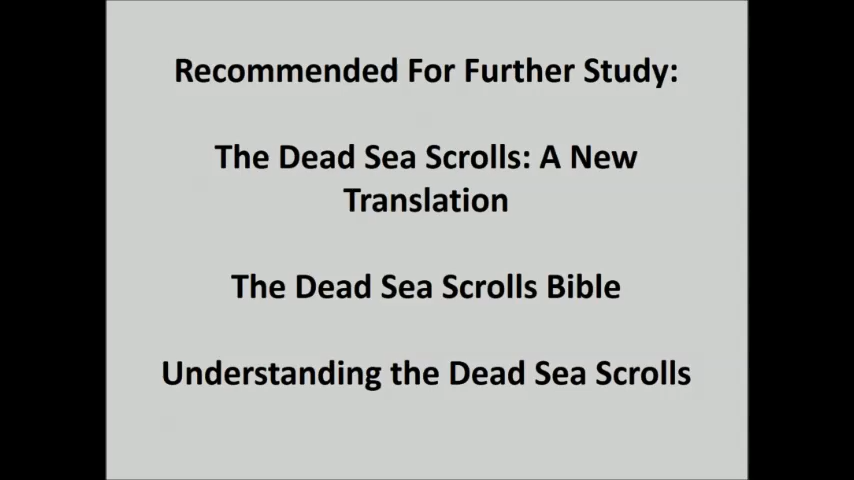 Recommended For Further Study:
The Dead Sea Scrolls: A New
Translation
The Dead Sea Scrolls Bible
Understanding the Dead Sea Scrolls